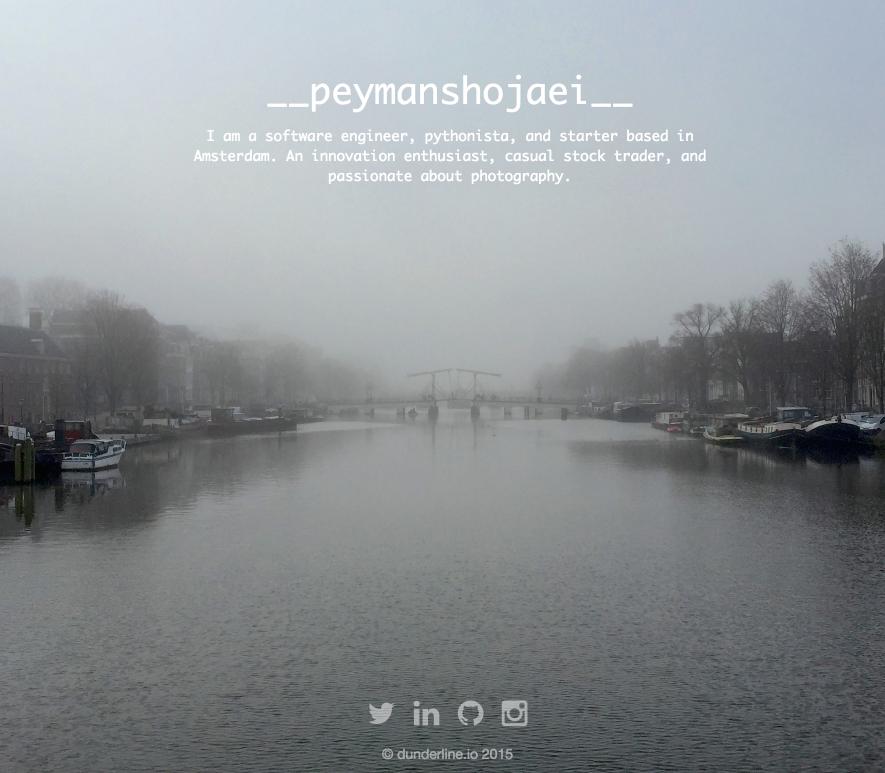 __peymanshojaei__
I am a software engineer, pythonista, and starter based in
Amsterdam. An innovation enthusiast, casual stock trader, and
passionate about photography.
© dunderline.io 2015